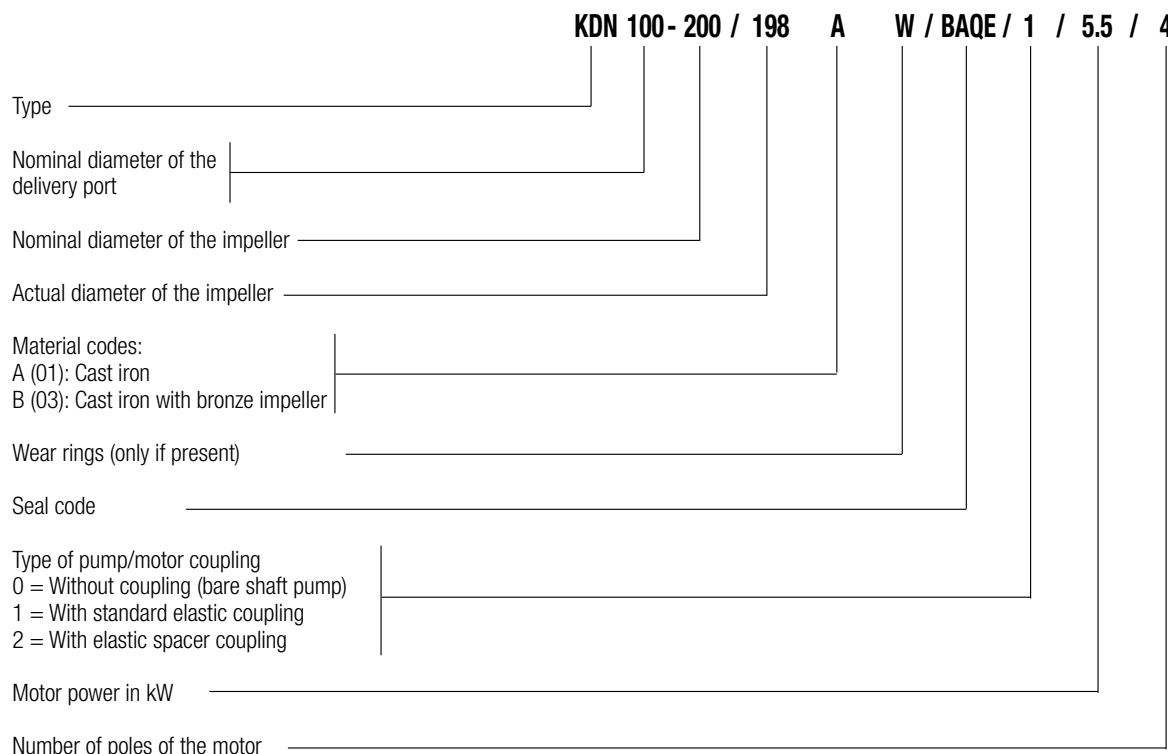 KDN 100 - 200 / 198 A W / BAQE / 1 / 5.5 / 4
Type
Nominal diameter of the
delivery port
Nominal diameter of the impeller
Actual diameter of the impeller
Material codes:
A (01): Cast iron
B (03): Cast iron with bronze impeller
Wear rings (only if present)
Seal code
Type of pump/motor coupling
0 = Without coupling (bare shaft pump)
1 = With standard elastic coupling
2 = With elastic spacer coupling
Motor power in kW
Number of poles of the motor